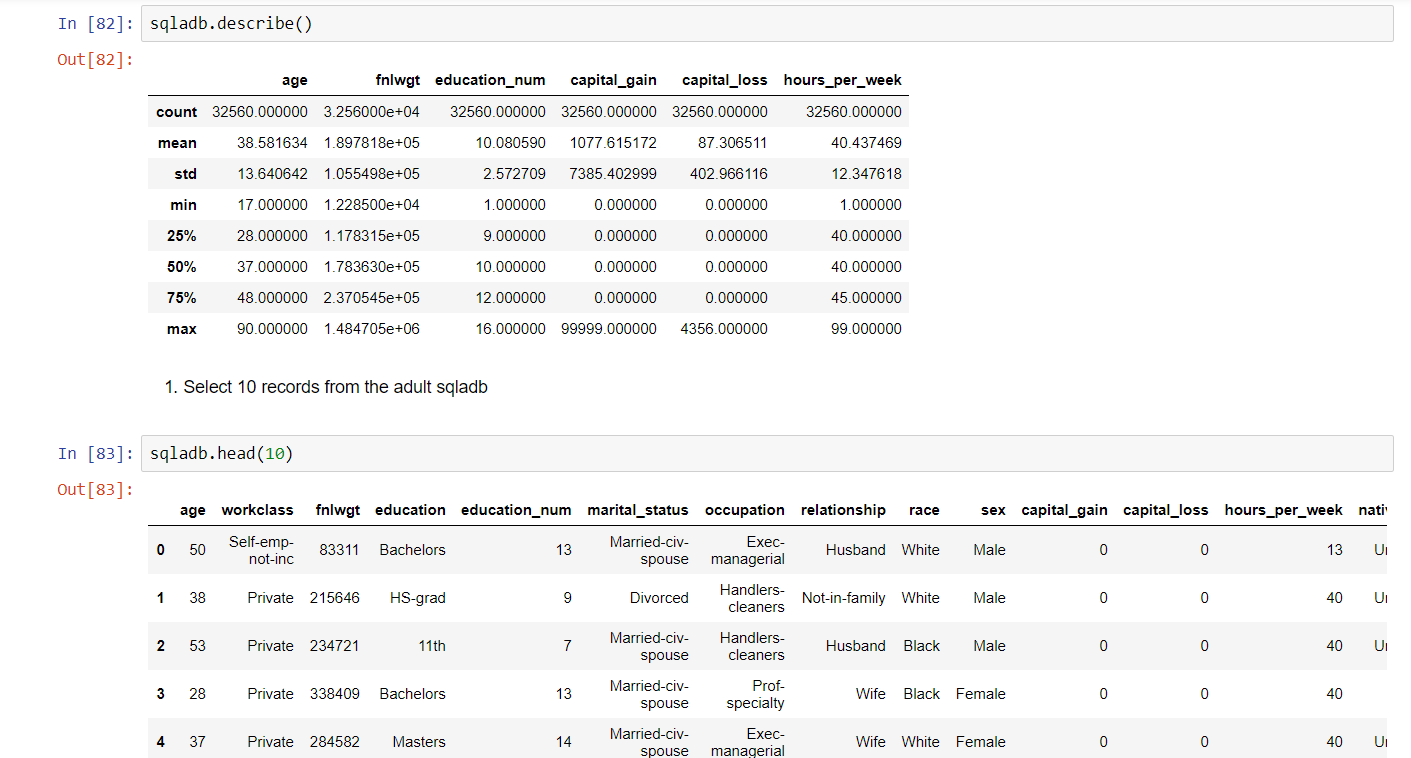 In [82]: sqladb.describe()
Out[82]:
age fnlwgt education_num capital_gain capital_loss hours_per_week
count 32560.000000 3.256000e+04 32560.000000 32560.000000 32560.000000 32560.000000
mean 38.581634 1.897818e+05 10.080590 1077.615172 87.306511 40.437469
std 13.640642 1.055498e+05 2.572709 7385.402999 402.966116 12.347618
min 17.000000 1.228500e+04 1.000000 0.000000 0.000000 1.000000
25% 28.000000 1.178315e+05 9.000000 0.000000 0.000000 40.000000
50% 37.000000 1.783630e+05 10.000000 0.000000 0.000000 40.000000
75% 48.000000 2.370545e+05 12.000000 0.000000 0.000000 45.000000
max 90.000000 1.484705e+06 16.000000 99999.000000 4356.000000 99.000000
1. Select 10 records from the adult sqladb
In [83]: sqladb.head(10)
Out[83]:
age workclass fnlwgt education education_num marital_status occupation relationship race sex capital_gain capital_loss hours_per_week
0 50 Self-emp-not-inc 83311 Bachelors 13 Married-civ-spouse Exec-managerial Husband White Male 0 0 13
1 38 Private 215646 HS-grad 9 Divorced Handlers-cleaners Not-in-family White Male 0 0 40
2 53 Private 234721 11th 7 Married-civ-spouse Handlers-cleaners Husband Black Male 0 0 40
3 28 Private 338409 Bachelors 13 Married-civ-spouse Prof-specialty Wife Black Female 0 0 40
4 37 Private 284582 Masters 14 Married-civ-spouse Exec-managerial Wife White Female 0 0 40